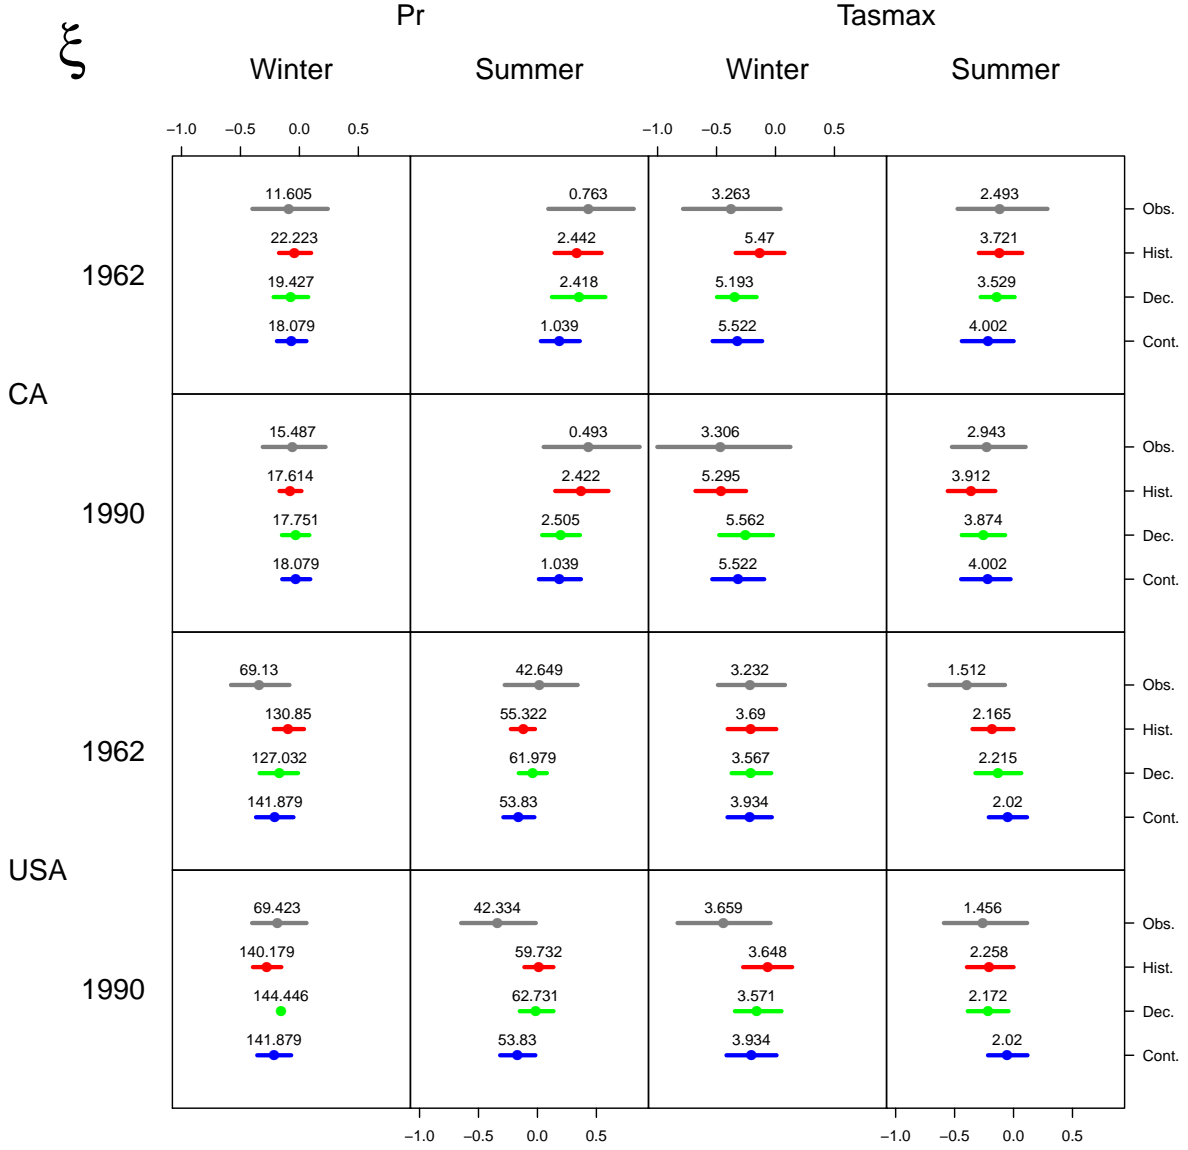 ξ
Pr Tasmax
Winter Summer Winter Summer
−1.0 −0.5 0.0 0.5 −1.0 −0.5 0.0 0.5
11.605 0.763 3.263 2.493 Obs.
22.223 2.442 5.47 3.721 Hist.
1962
19.427 2.418 5.193 3.529 Dec.
18.079 1.039 5.522 4.002 Cont.
CA
15.487 0.493 3.306 2.943 Obs.
17.614 2.422 5.295 3.912 Hist.
1990
17.751 2.505 5.562 3.874 Dec.
18.079 1.039 5.522 4.002 Cont.
69.13 42.649 3.232 1.512 Obs.
130.85 55.322 3.69 2.165 Hist.
1962
127.032 61.979 3.567 2.215 Dec.
141.879 53.83 3.934 2.02 Cont.
USA
69.423 42.334 3.659 1.456 Obs.
140.179 59.732 3.648 2.258 Hist.
1990
144.446 62.731 3.571 2.172 Dec.
141.879 53.83 3.934 2.02 Cont.
−1.0 −0.5 0.0 0.5 −1.0 −0.5 0.0 0.5